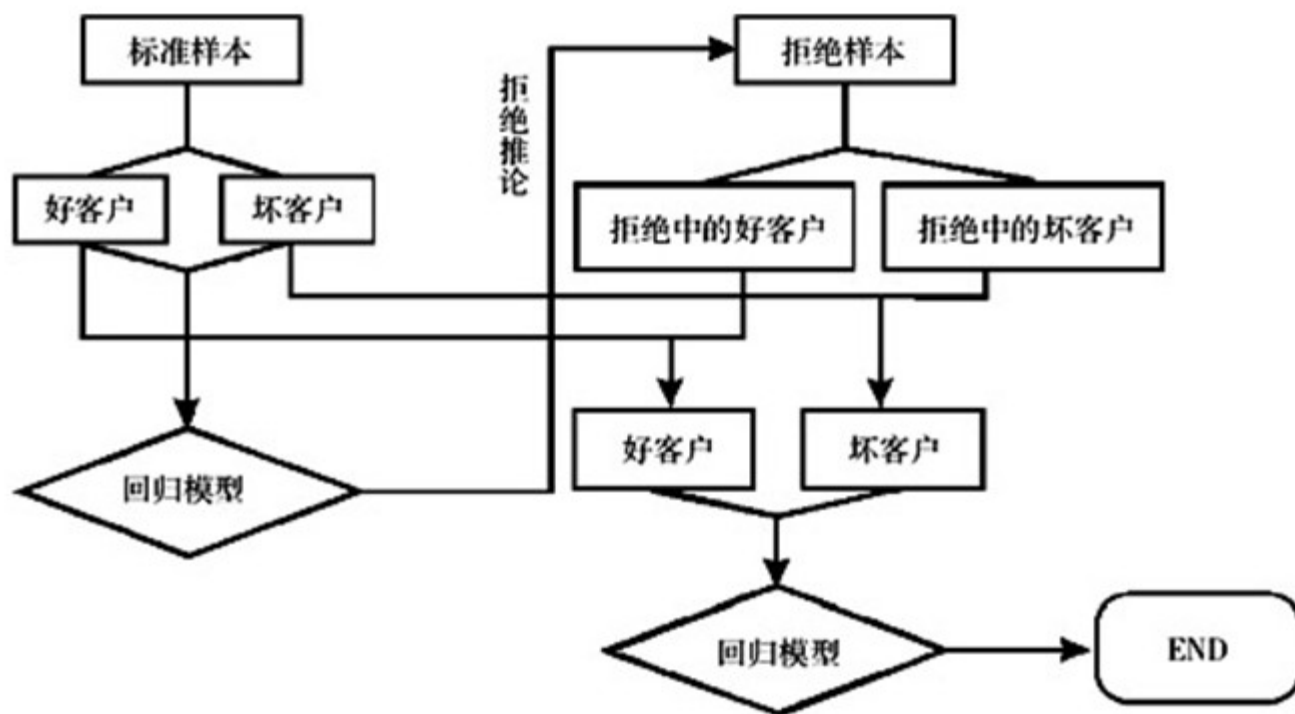 标准样本
拒绝样本
拒绝推论
好客户
坏客户
拒绝中的好客户
拒绝中的坏客户
好客户
坏客户
回归模型
回归模型
END